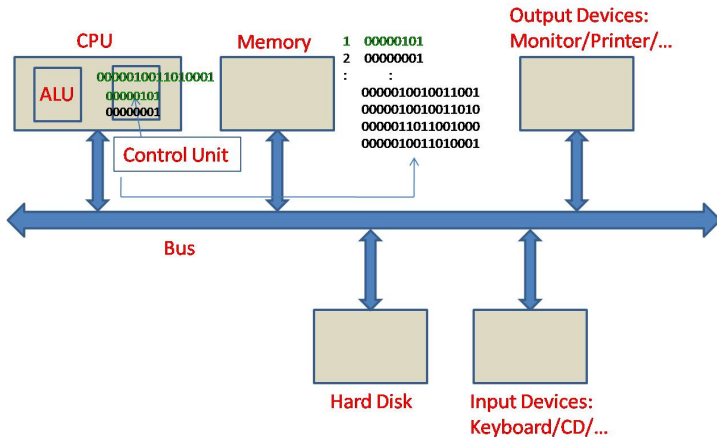 CPU
Memory
1 00000101
2 00000001
: :
0000010010011001
0000010010011010
0000011011001000
0000010011010001
Output Devices:
Monitor/Printer/...
ALU
0000010011010001
00000101
00000001
Control Unit
Bus
Hard Disk
Input Devices:
Keyboard/CD/...